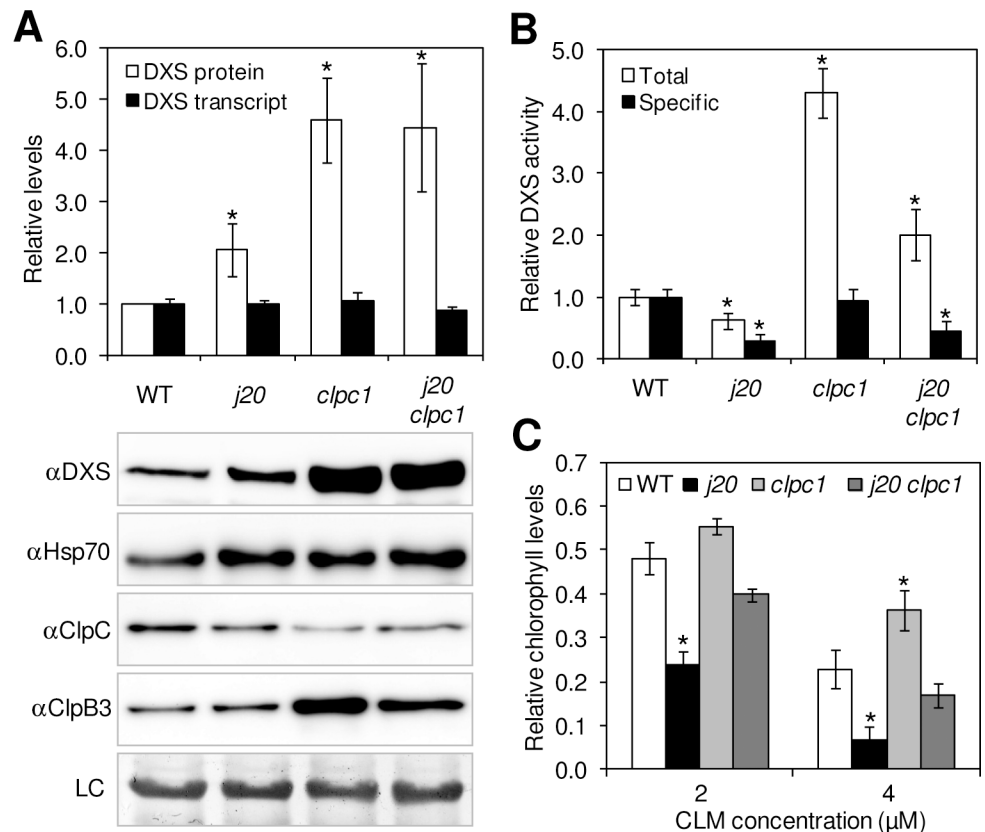 A
6.0
5.0
4.0
3.0
2.0
1.0
0.0
Relative levels
DXS protein
DXS transcript
*
*
*
WT
j20
clpc1
j20
clpc1
αDXS
αHsp70
αClpC
αClpB3
LC
B
5.0
4.0
3.0
2.0
1.0
0.0
Relative DXS activity
Total
Specific
*
*
*
*
*
WT
j20
clpc1
j20
clpc1
C
0.7
0.6
0.5
0.4
0.3
0.2
0.1
0.0
Relative chlorophyll levels
WT j20 clpc1 j20 clpc1
*
*
*
2
4
CLM concentration (µM)